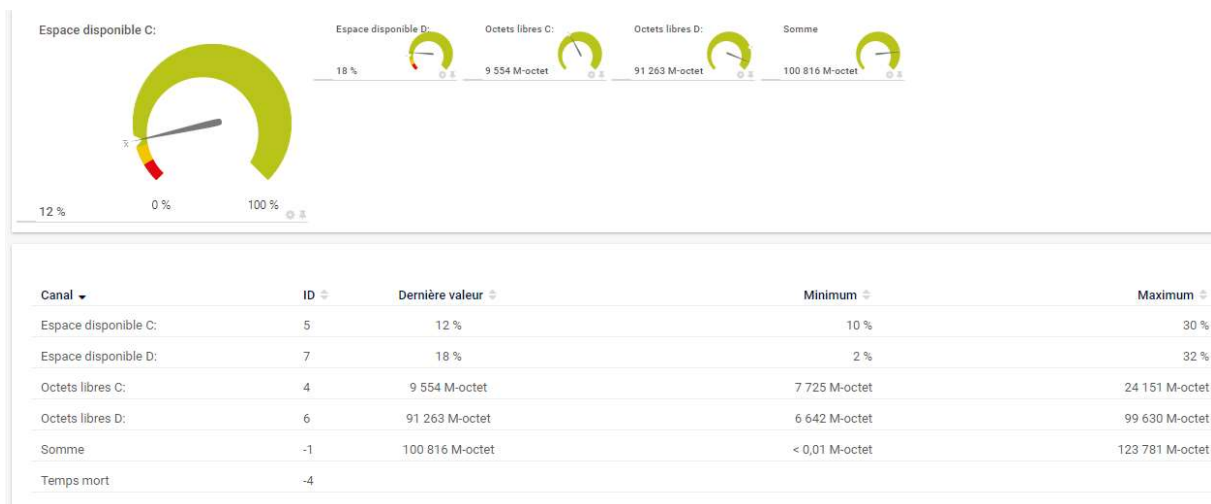 Espace disponible C:
Espace disponible D:
Octets libres C:
Octets libres D:
Somme
18 %
9 554 M-octet
91 263 M-octet
100 816 M-octet
x
0 %
100 %
12 %
Canal ID Dernière valeur Minimum Maximum
Espace disponible C: 5 12 % 10 % 30 %
Espace disponible D: 7 18 % 2 % 32 %
Octets libres C: 4 9 554 M-octet 7 725 M-octet 24 151 M-octet
Octets libres D: 6 91 263 M-octet 6 642 M-octet 99 630 M-octet
Somme -1 100 816 M-octet < 0,01 M-octet 123 781 M-octet
Temps mort -4